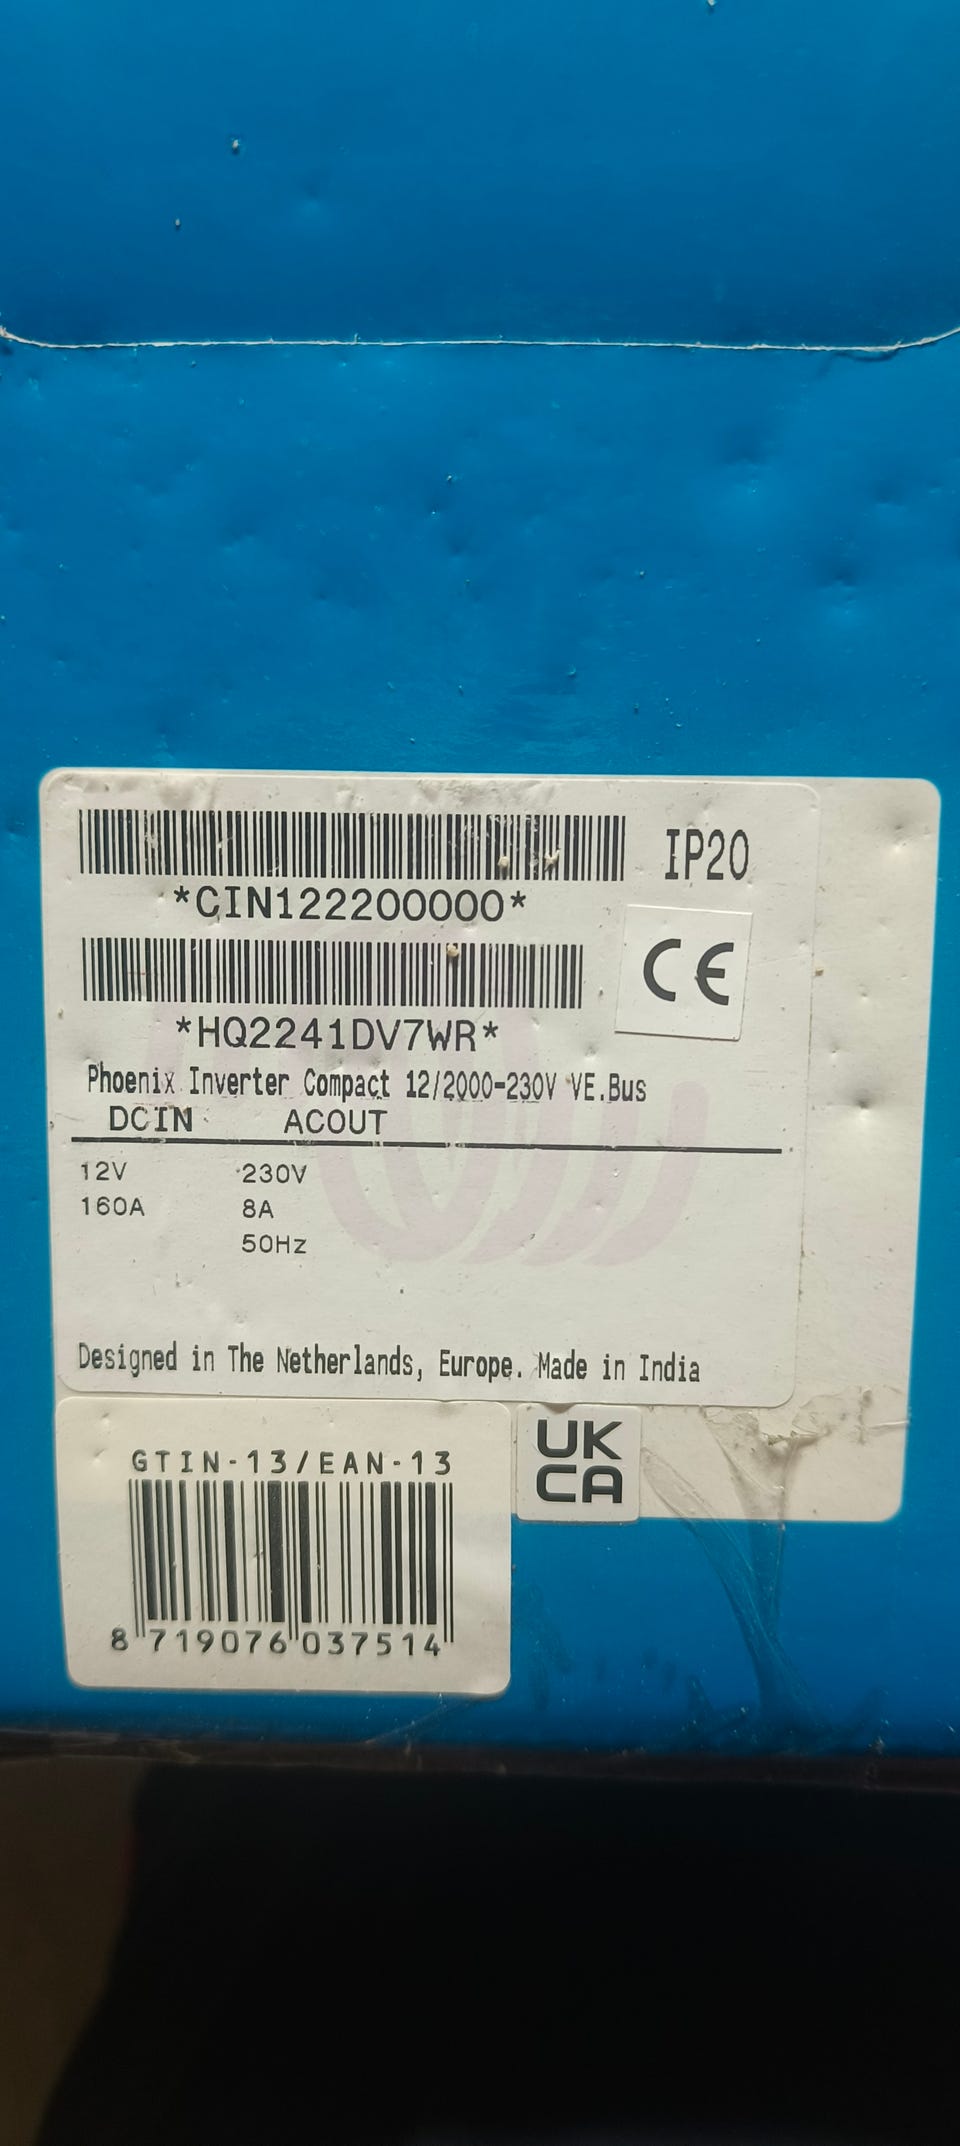 *CIN122200000*
IP20
CE
*HQ2241DV7WR*
Phoenix Inverter Compact 12/2000-230V VE.Bus
DCIN ACOUT
12V 230V
160A 8A
50Hz
Designed in The Netherlands, Europe. Made in India
GTIN-13/EAN-13
UK
CA
8 719076 037514